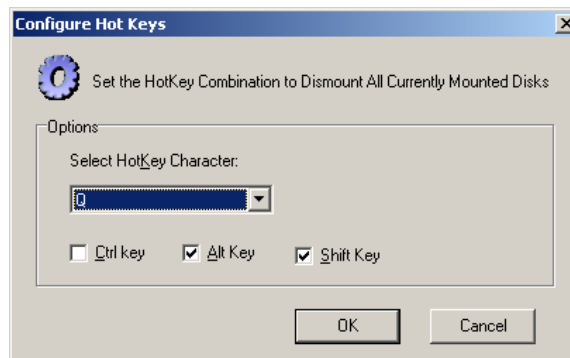 Configure Hot Keys
Set the HotKey Combination to Dismount All Currently Mounted Disks
Options
Select HotKey Character:
Q
Ctrl key Alt Key Shift Key
OK Cancel